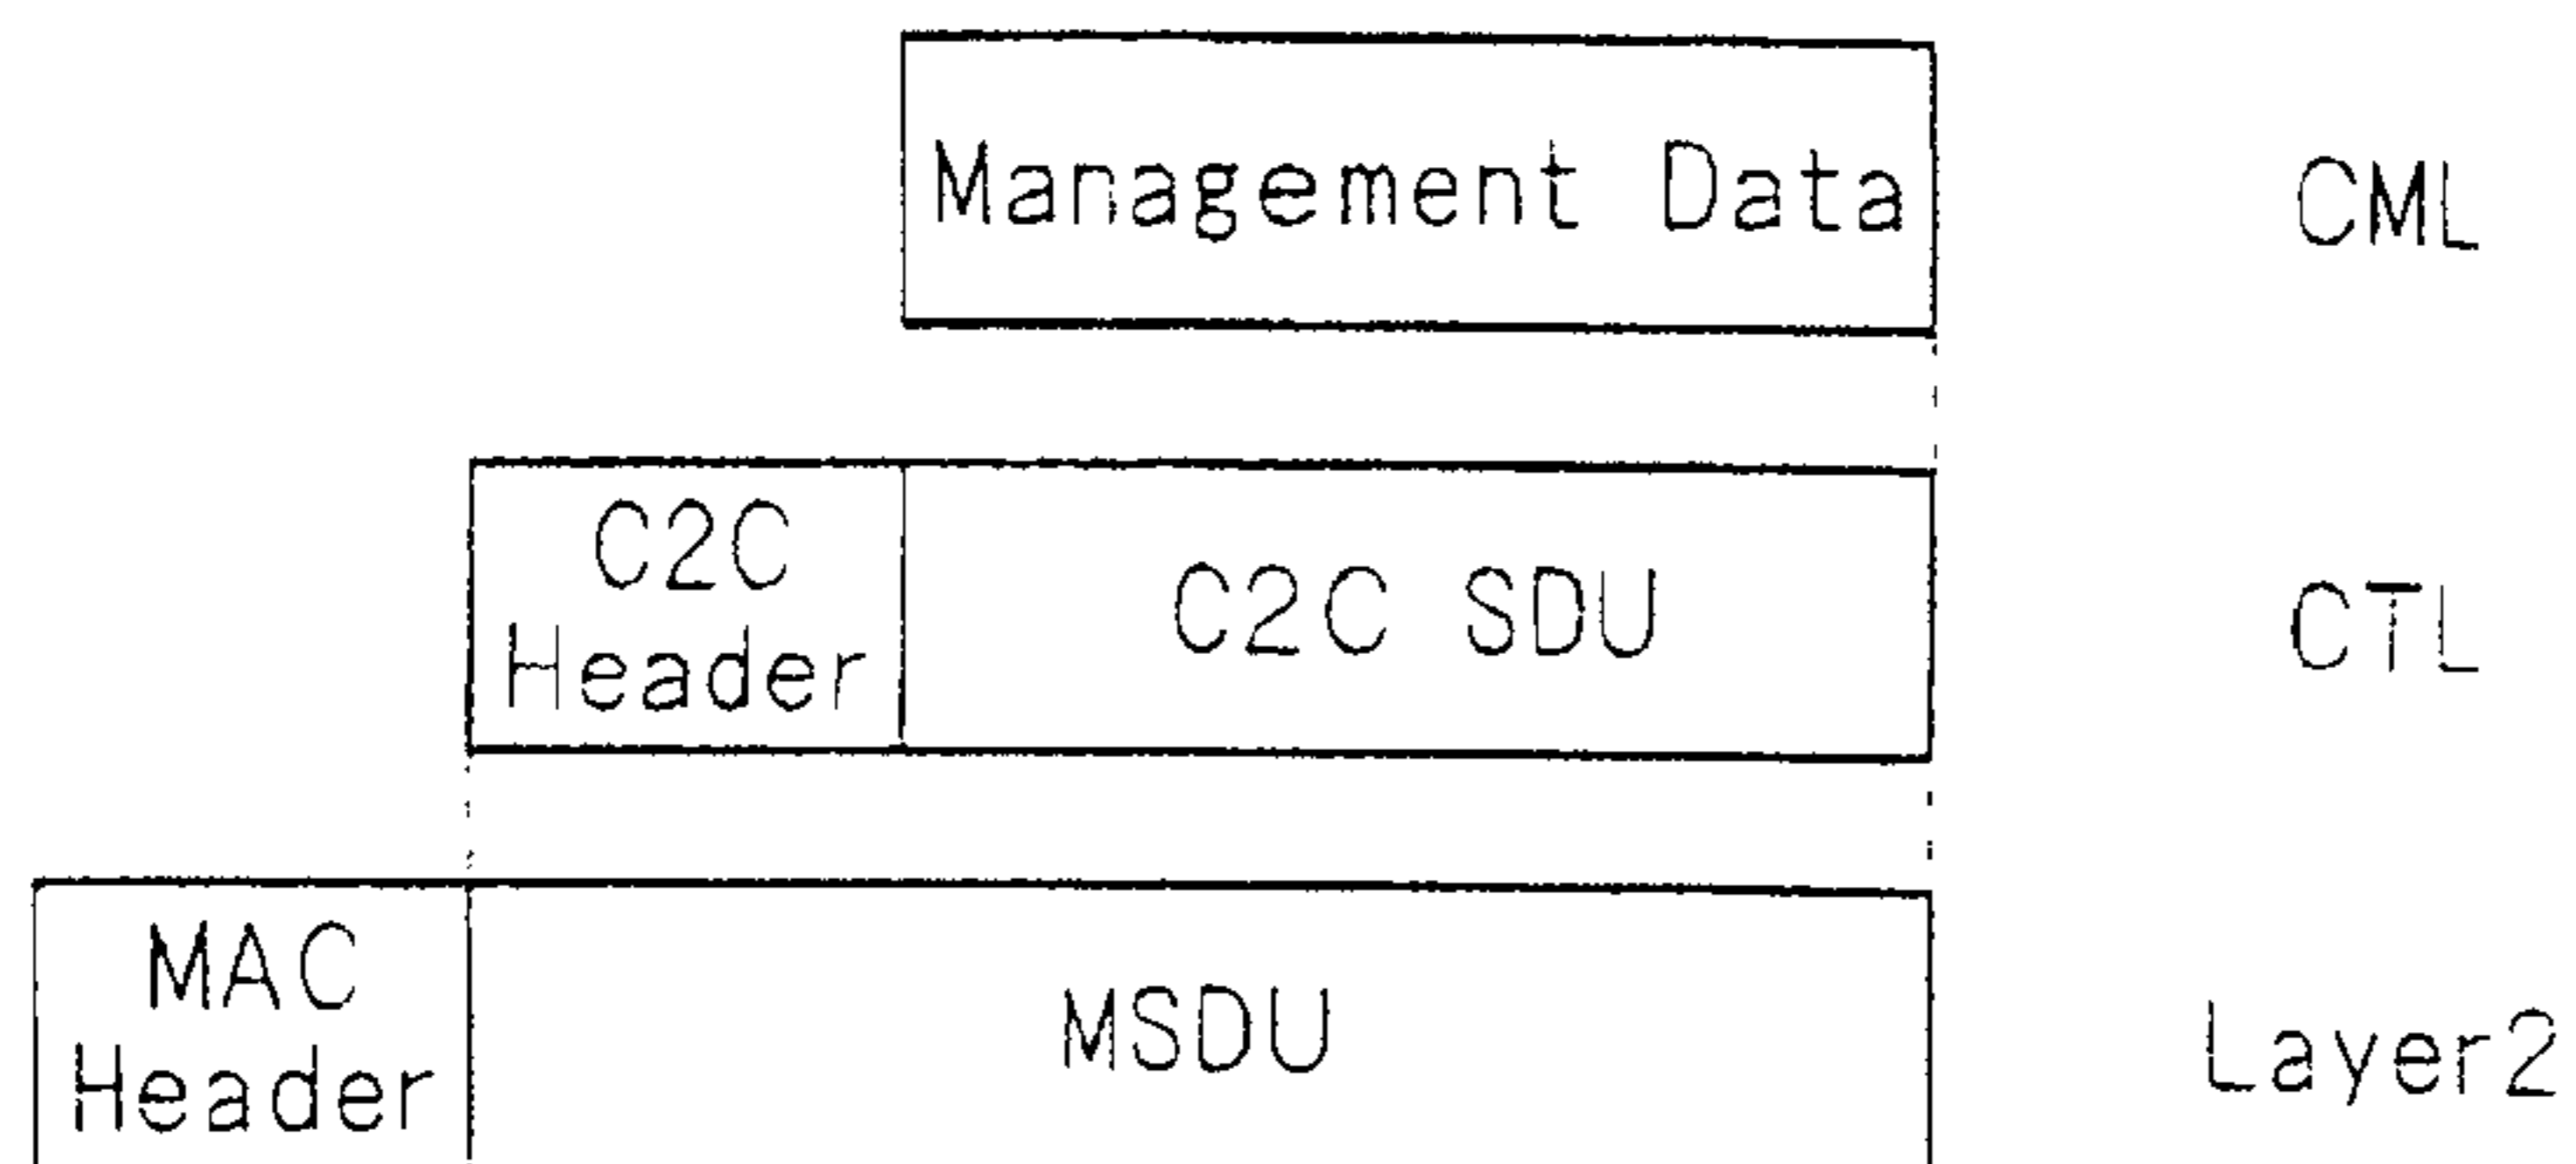 Management Data
CML
C2C
Header
C2C SDU
CTL
MAC
Header
MSDU
Layer2